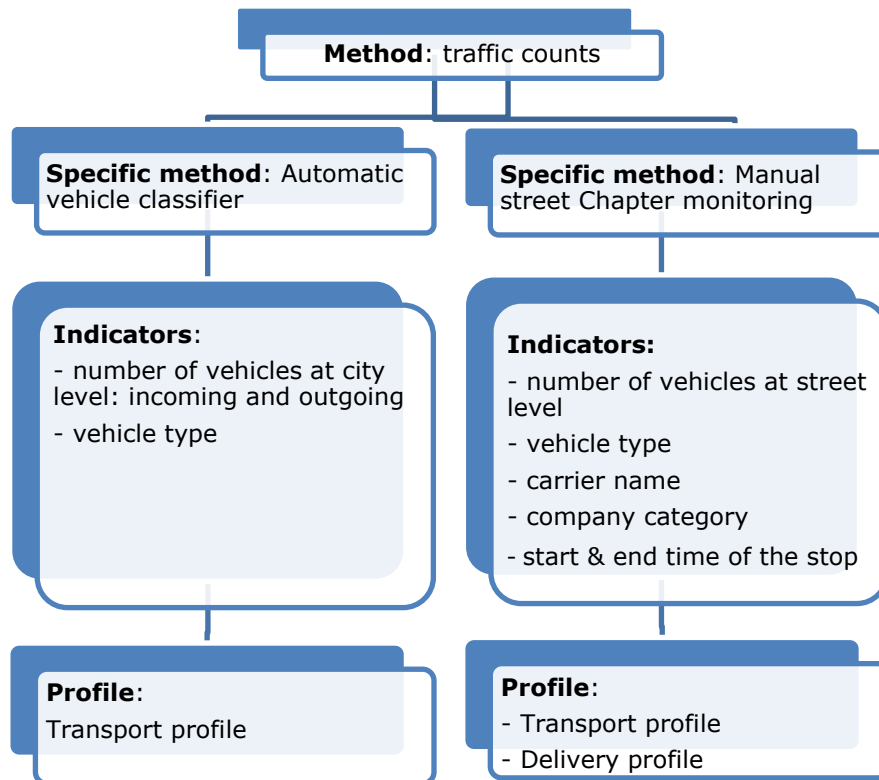 Method: traffic counts
Specific method: Automatic
vehicle classifier
Specific method: Manual
street Chapter monitoring
Indicators:
- number of vehicles at city
level: incoming and outgoing
- vehicle type
Indicators:
- number of vehicles at street
level
- vehicle type
- carrier name
- company category
- start & end time of the stop
Profile:
Transport profile
Profile:
- Transport profile
- Delivery profile